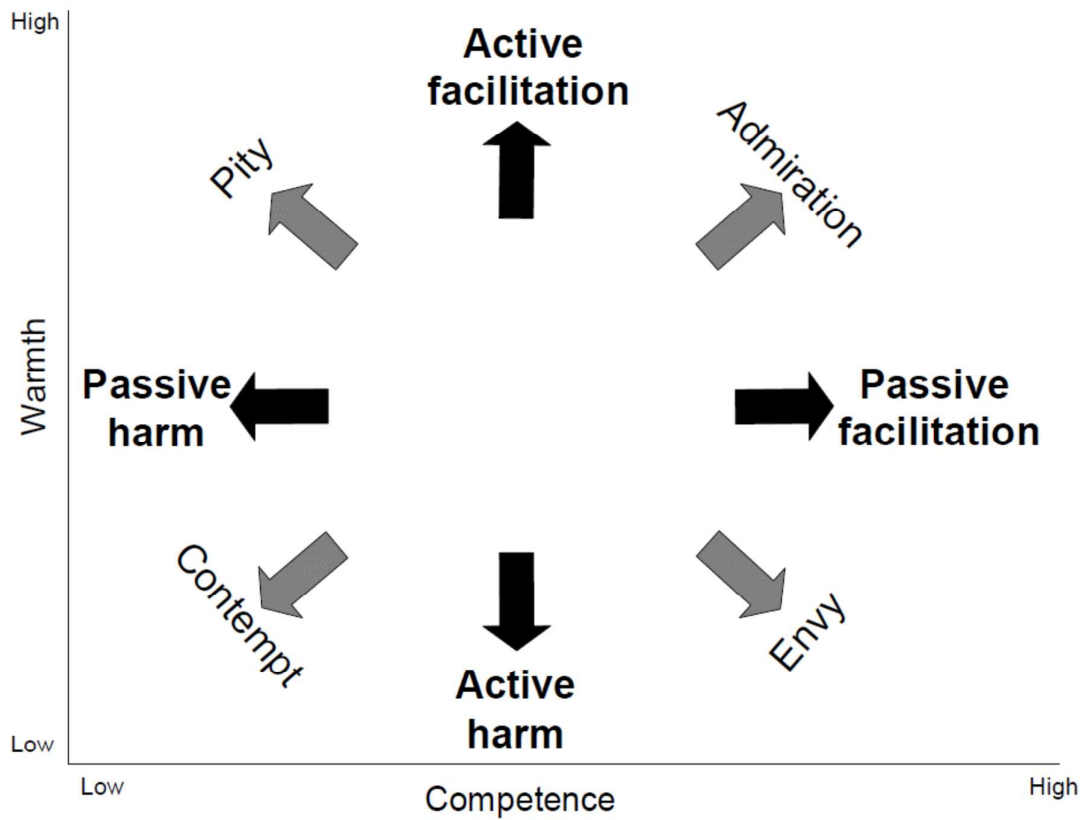 High
Active
facilitation
Pity
Admiration
Warmth
Passive
harm
Passive
facilitation
Contempt
Envy
Active
harm
Low
Low
Competence
High